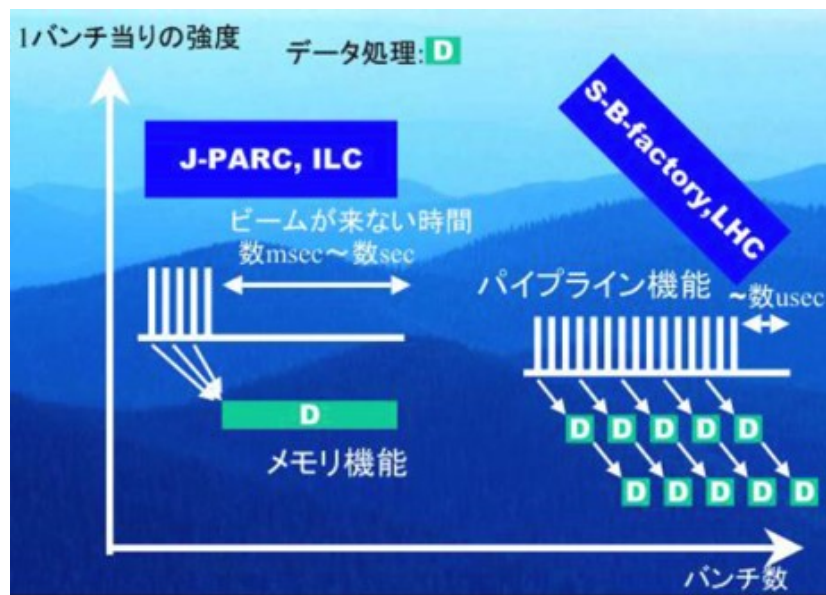 1バンチ当りの強度
データ処理:D
J-PARC, ILC
S-B-factory,LHC
ビームが来ない時間
数msec～数sec
パイプライン機能
~数usec
D
メモリ機能
D D D D D
D D D D D
バンチ数